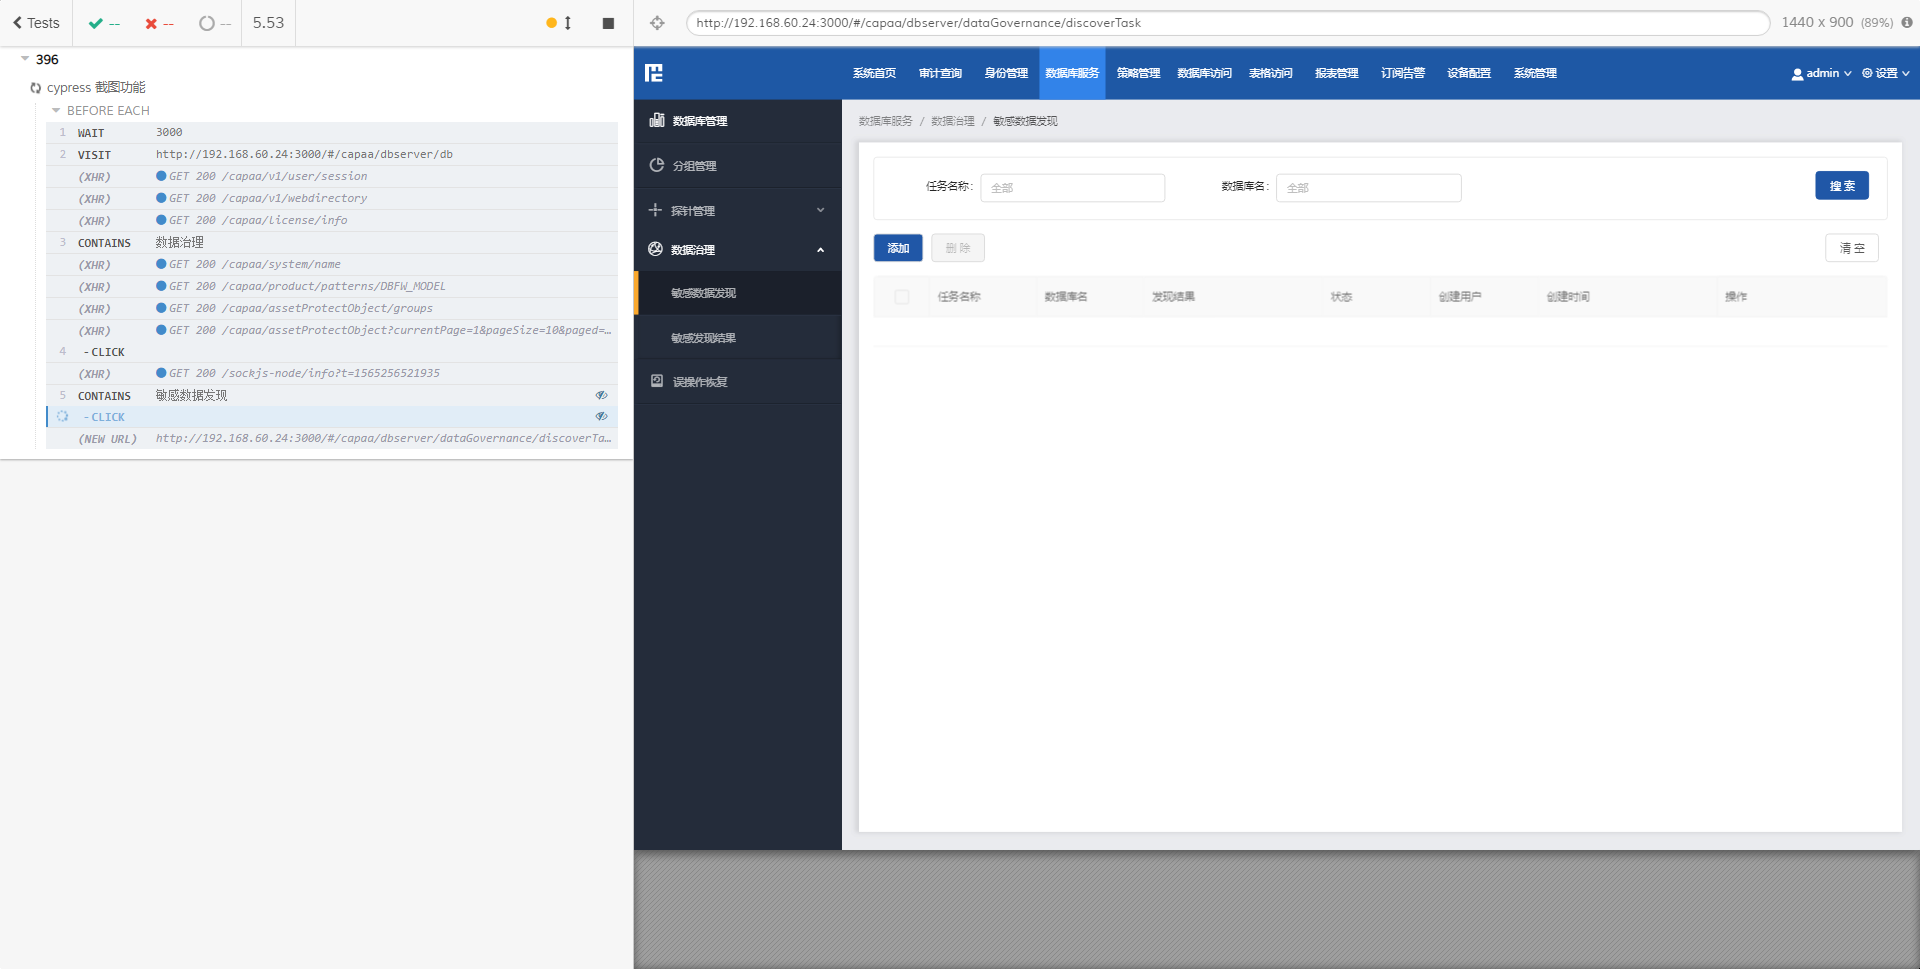 Tests
--
--
--
5.53
http://192.168.60.24:3000/#/capaa/dbserver/dataGovernance/discoverTask
1440 x 900 (89%)
396
cypress 截图功能
BEFORE EACH
1 WAIT 3000
2 VISIT http://192.168.60.24:3000/#/capaa/dbserver/db
(XHR) GET 200 /capaa/v1/user/session
(XHR) GET 200 /capaa/v1/webdirectory
(XHR) GET 200 /capaa/license/info
3 CONTAINS 数据治理
(XHR) GET 200 /capaa/system/name
(XHR) GET 200 /capaa/product/patterns/DBFW_MODEL
(XHR) GET 200 /capaa/assetProtectObject/groups
(XHR) GET 200 /capaa/assetProtectObject?currentPage=1&pageSize=10&paged=…
4 - CLICK
(XHR) GET 200 /sockjs-node/info?t=1565256521935
5 CONTAINS 敏感数据发现
- CLICK
(NEW URL) http://192.168.60.24:3000/#/capaa/dbserver/dataGovernance/discoverTa…
系统首页 审计查询 身份管理 数据库服务 策略管理 数据库访问 表格访问 报表管理 订阅告警 设备配置 系统管理
admin 设置
数据库管理
分组管理
探针管理
数据治理
敏感数据发现
敏感发现结果
误操作恢复
数据库服务 / 数据治理 / 敏感数据发现
任务名称: 全部 数据库名: 全部 搜 索
添加 删 除 清 空
任务名称 数据库名 发现结果 状态 创建用户 创建时间 操作